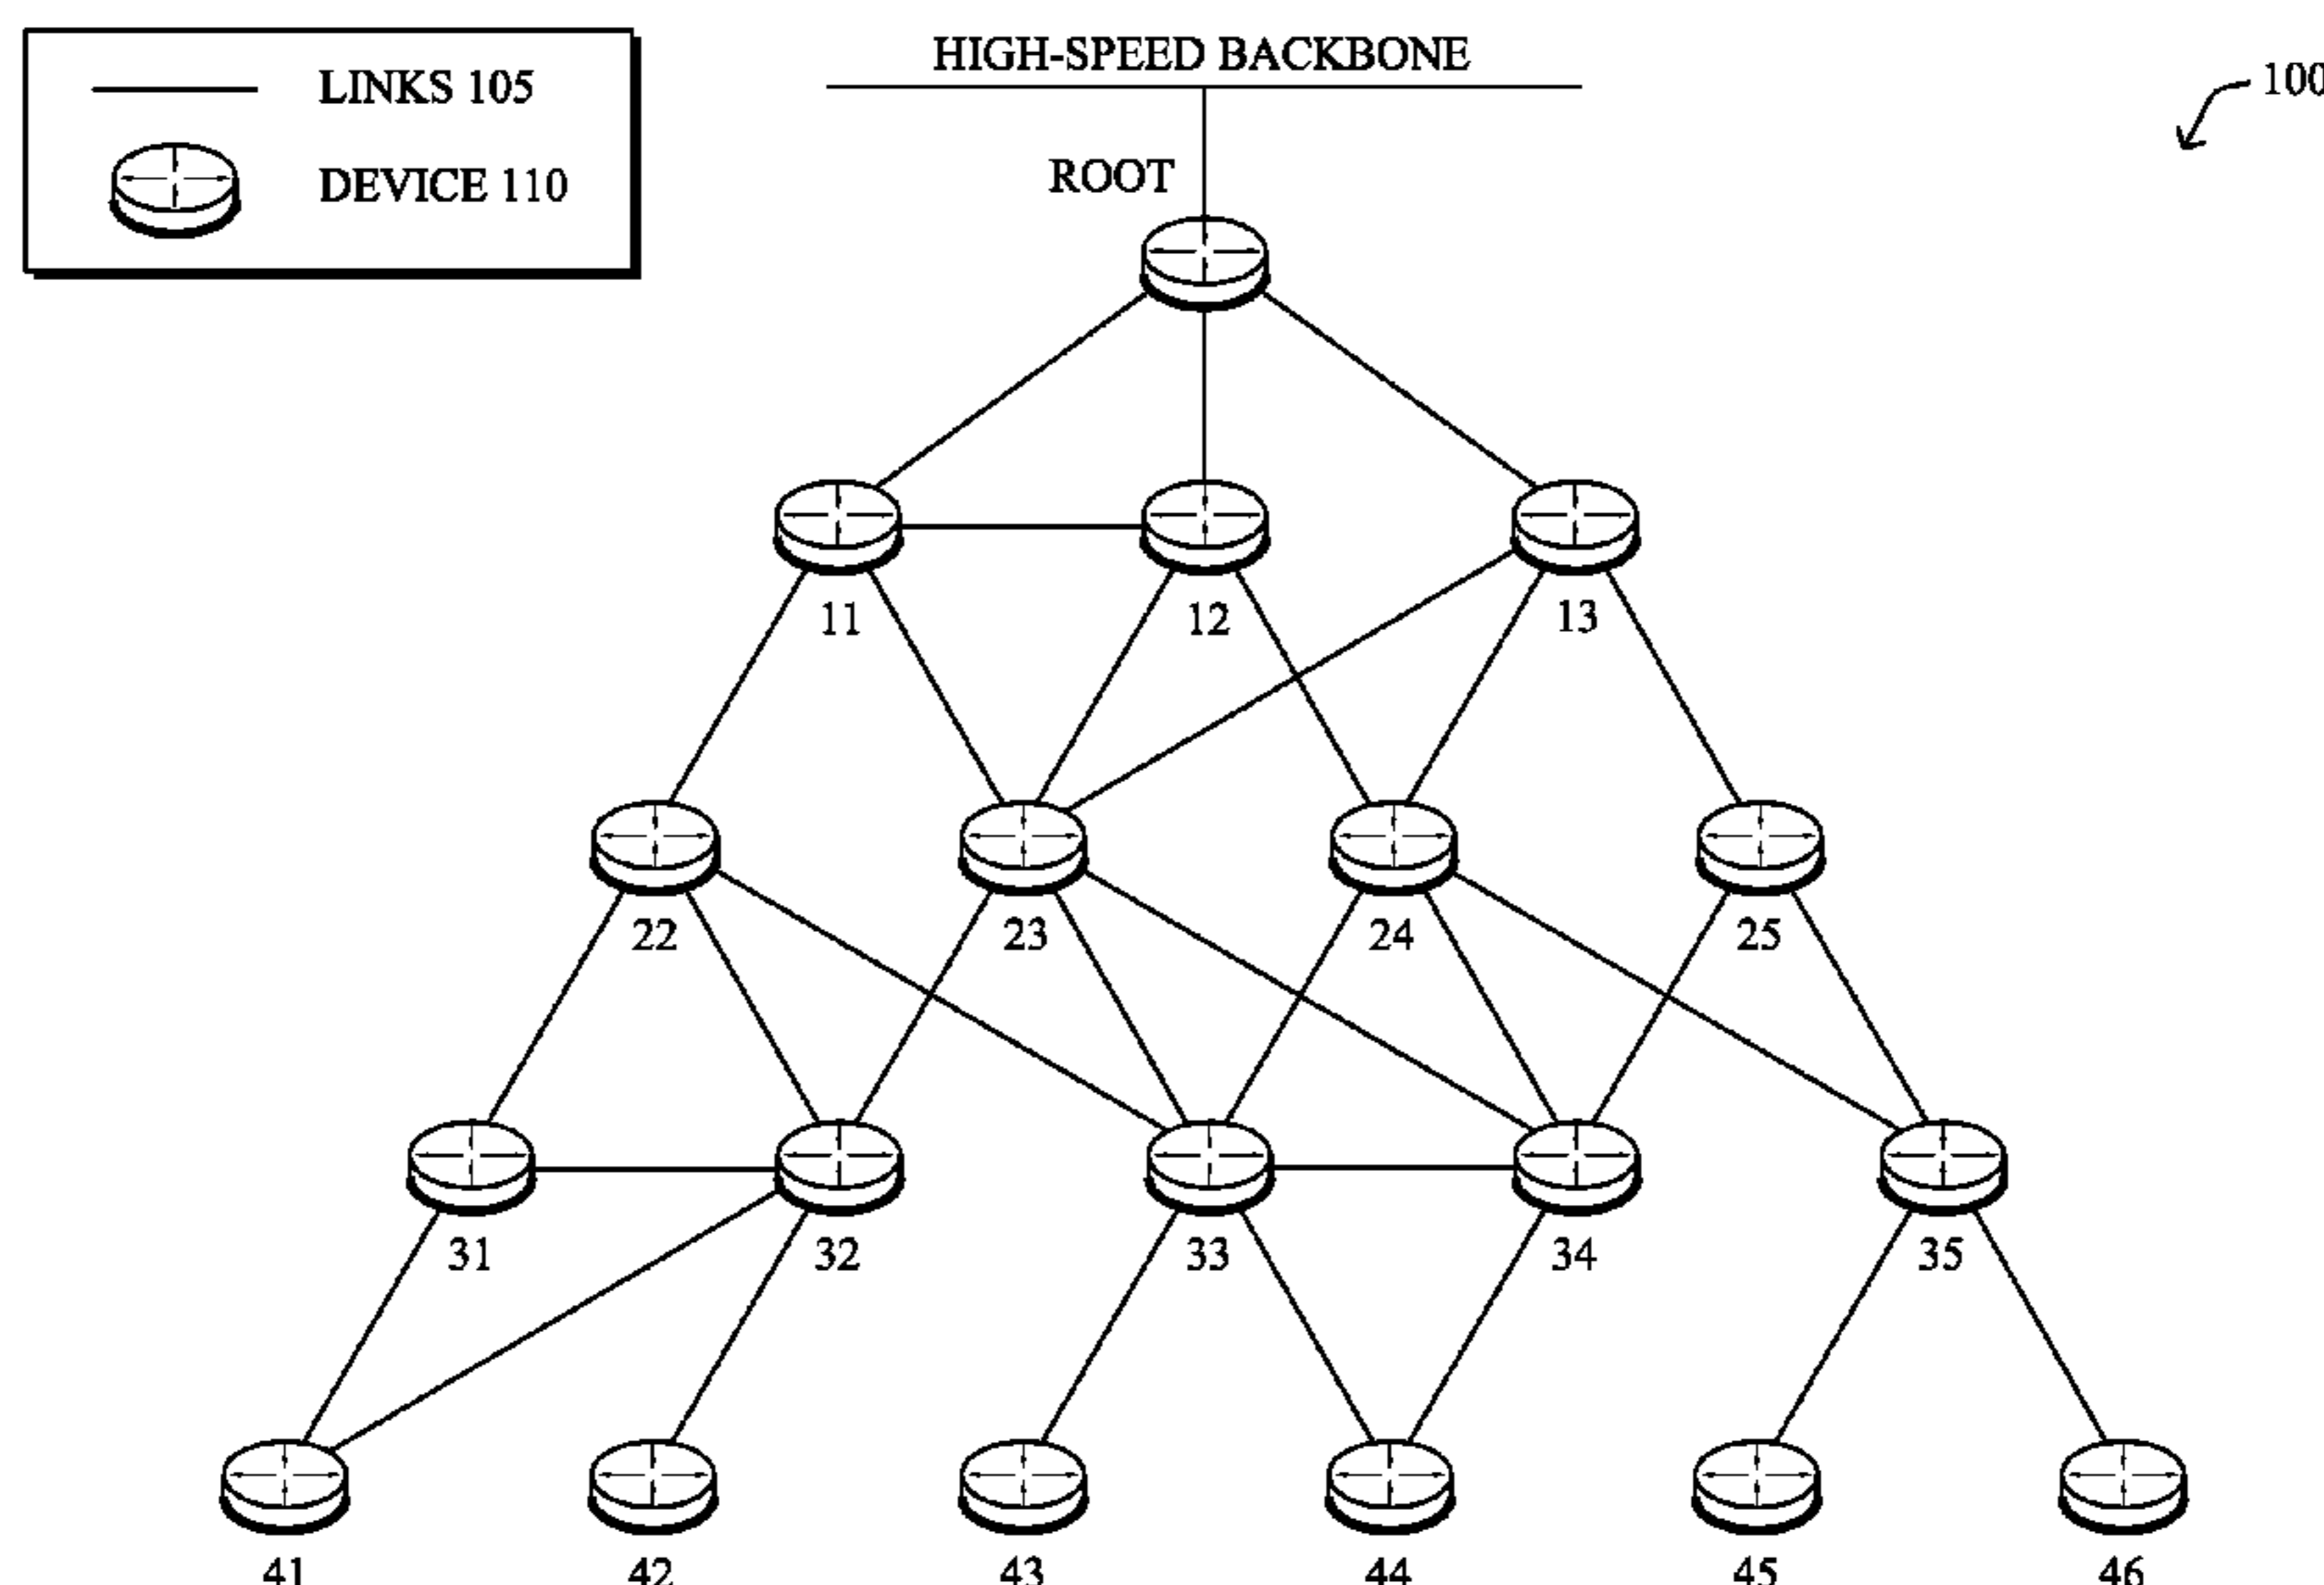 LINKS 105
DEVICE 110
HIGH-SPEED BACKBONE
100
ROOT
11 12 13
22 23 24 25
31 32 33 34 35
41 42 43 44 45 46